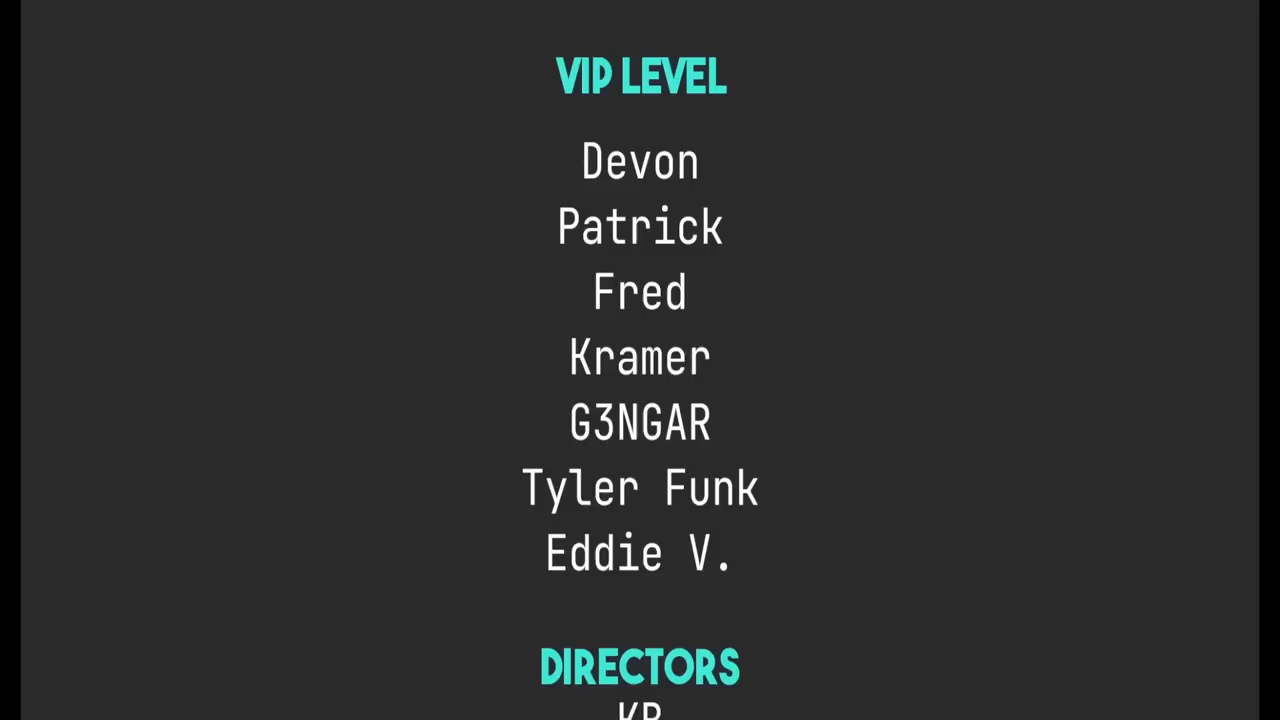 VIP LEVEL
Devon
Patrick
Fred
Kramer
G3NGAR
Tyler Funk
Eddie V.
DIRECTORS